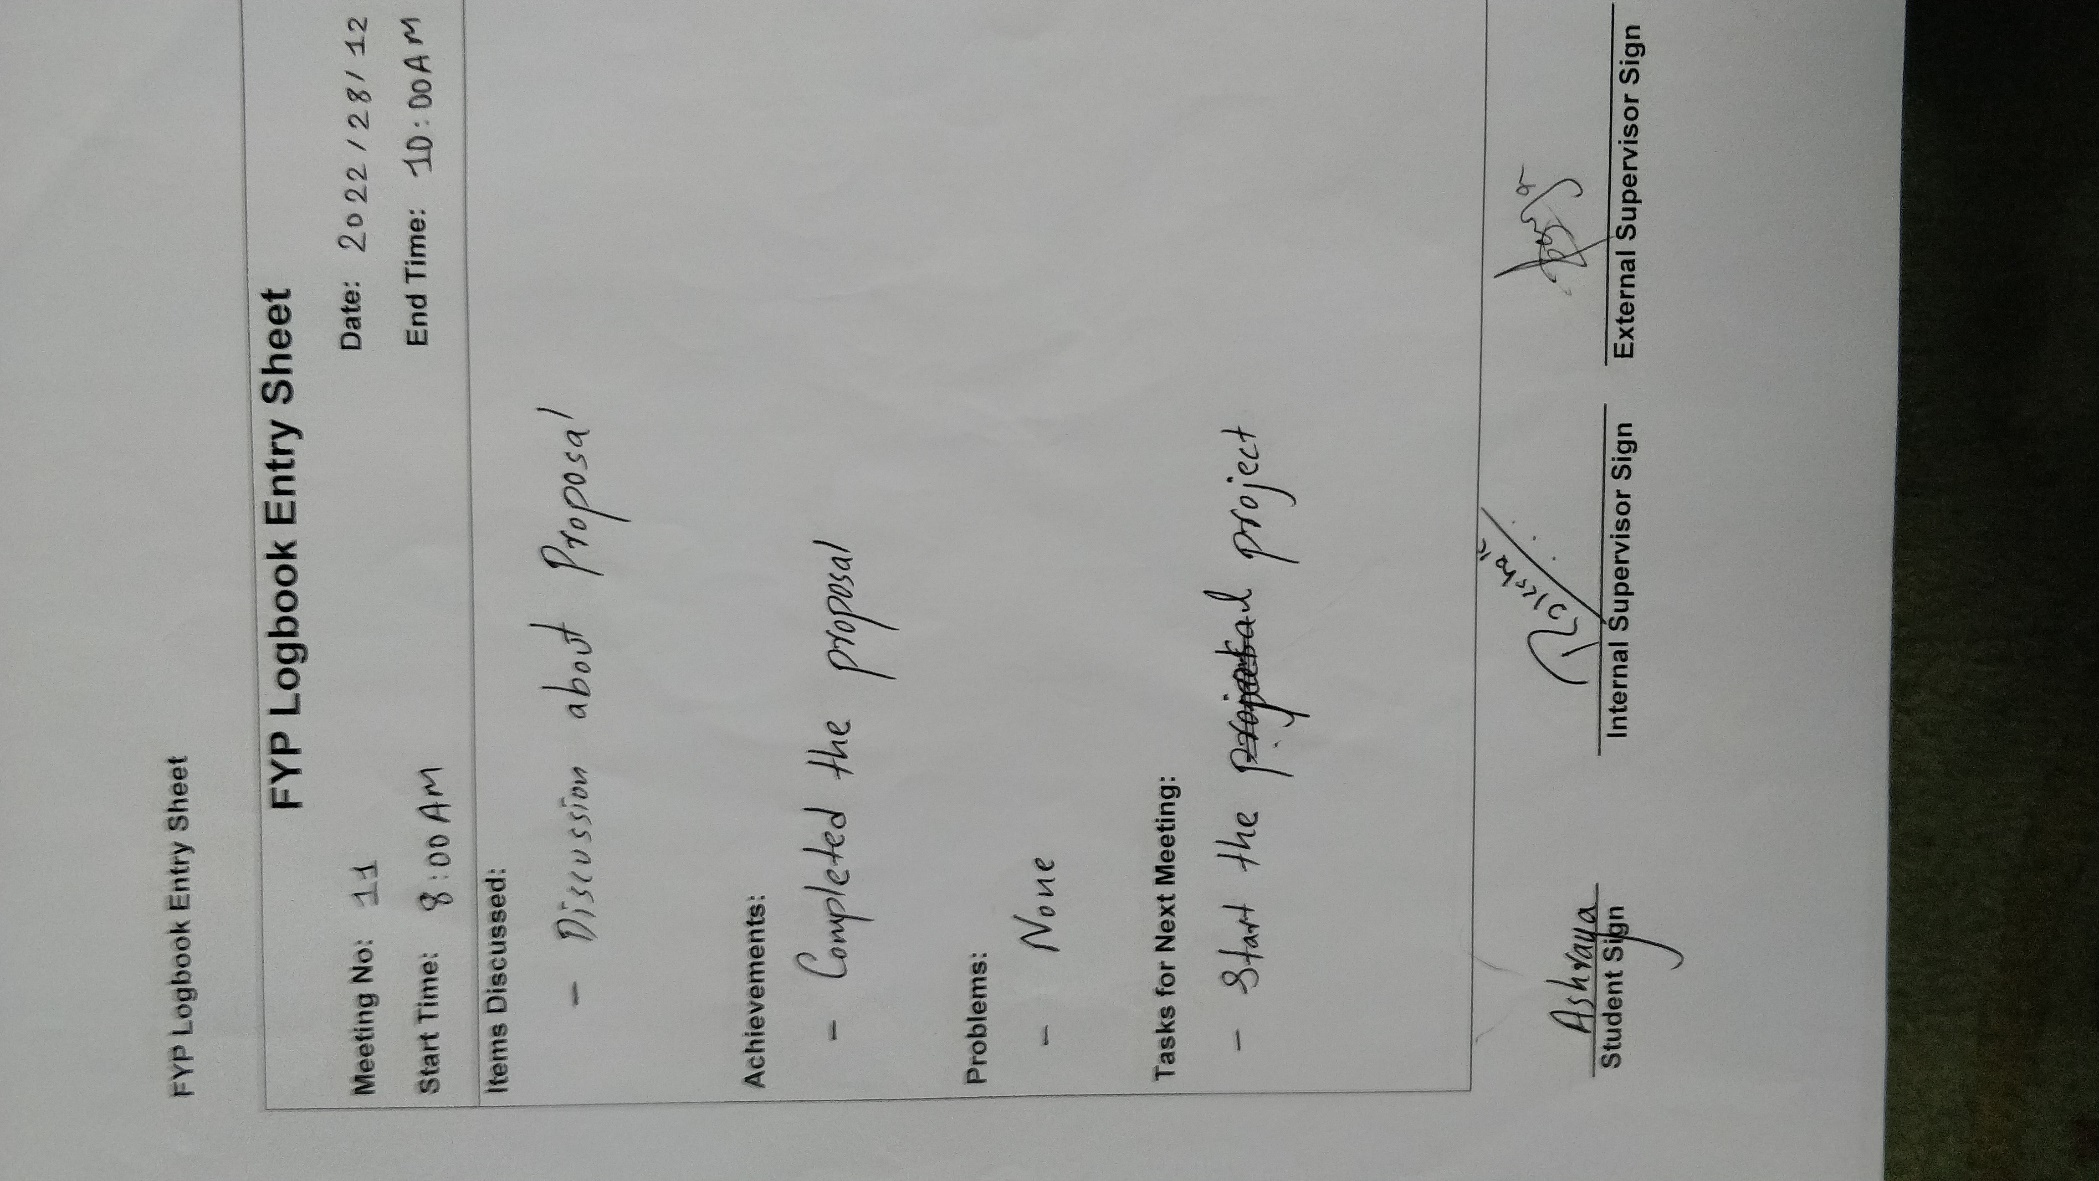 FYP Logbook Entry Sheet
FYP Logbook Entry Sheet
Meeting No: 11 Date: 2022/28/12
Start Time: 8:00 AM End Time: 10:00 AM
Items Discussed:
- Discussion about Proposal
Achievements:
- Completed the proposal
Problems:
- None
Tasks for Next Meeting:
- Start the project
Ashraya
Student Sign Internal Supervisor Sign External Supervisor Sign